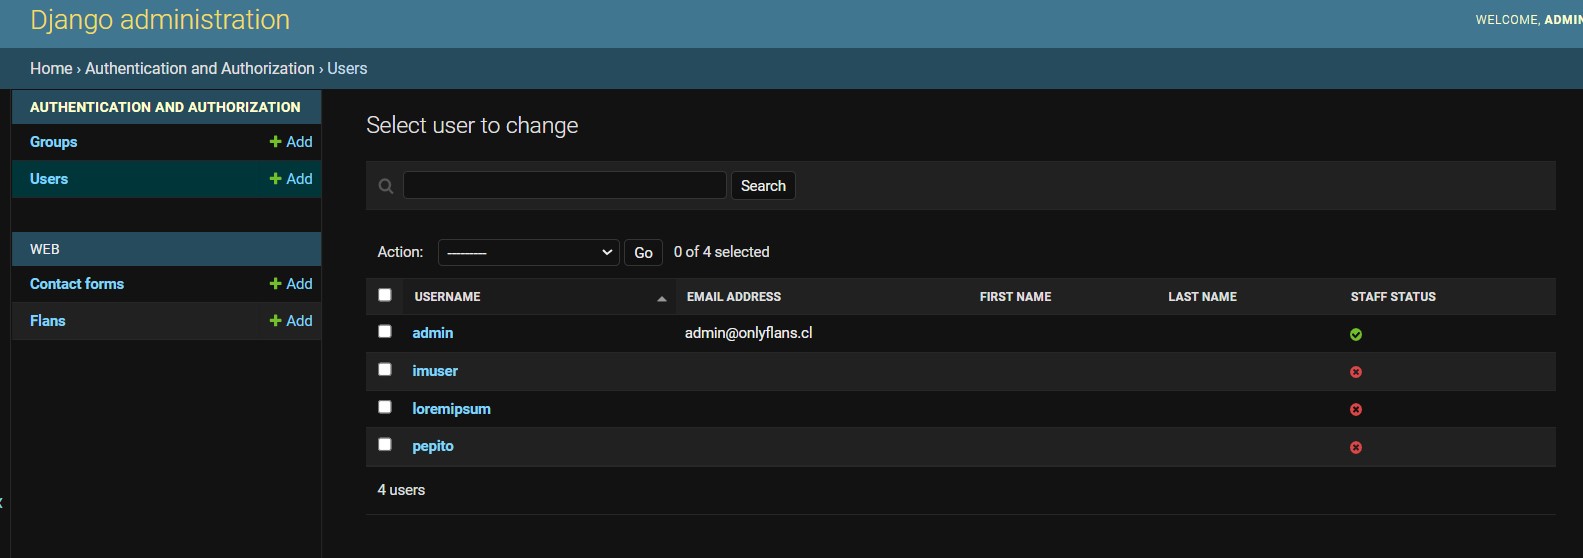 Django administration
WELCOME, ADMIN
Home › Authentication and Authorization › Users
AUTHENTICATION AND AUTHORIZATION
Groups + Add
Users + Add
WEB
Contact forms + Add
Flans + Add
Select user to change
Search
Action: --------- Go 0 of 4 selected
USERNAME EMAIL ADDRESS FIRST NAME LAST NAME STAFF STATUS
admin admin@onlyflans.cl
imuser
loremipsum
pepito
4 users